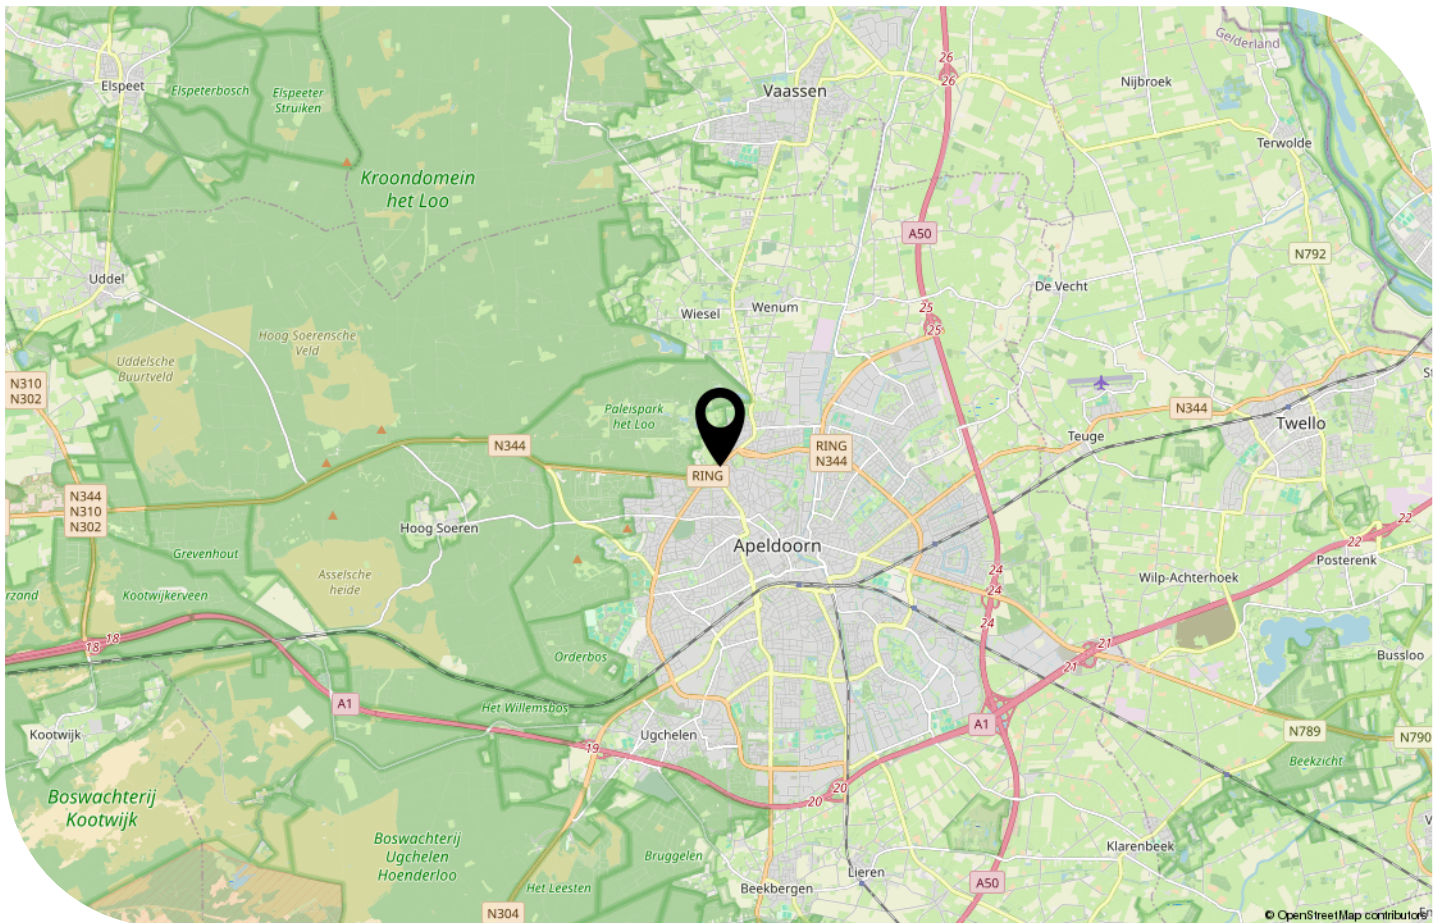 Gelderland
26
Elspeet
Elspeeterbosch
Elspeeter
Struiken
Vaassen
26
Nijbroek
Terwolde
Kroondomein
het Loo
A50
N792
Uddel
De Vecht
25
Wiesel
Wenum
25
Hoog Soerensche
Veld
Uddelsche
Buurtveld
N310
N302
Paleispark
het Loo
N344
Twello
Teuge
N344
RING
N344
RING
N344
N310
N302
Hoog Soeren
22
22
Apeldoorn
Grevenhout
Posterenk
Asselsche
heide
24
Wilp-Achterhoek
24
rzand
Kootwijkerveen
24
18
18
21
21
Orderbos
Bussloo
A1
Het Willemsbos
A1
Kootwijk
Ugchelen
19
N789
N790
Beekzicht
20
20
Boswachterij
Kootwijk
Boswachterij
Ugchelen
Hoenderloo
Klarenbeek
Bruggelen
Lieren
A50
Het Leesten
Beekbergen
N304
© OpenStreetMap contributors